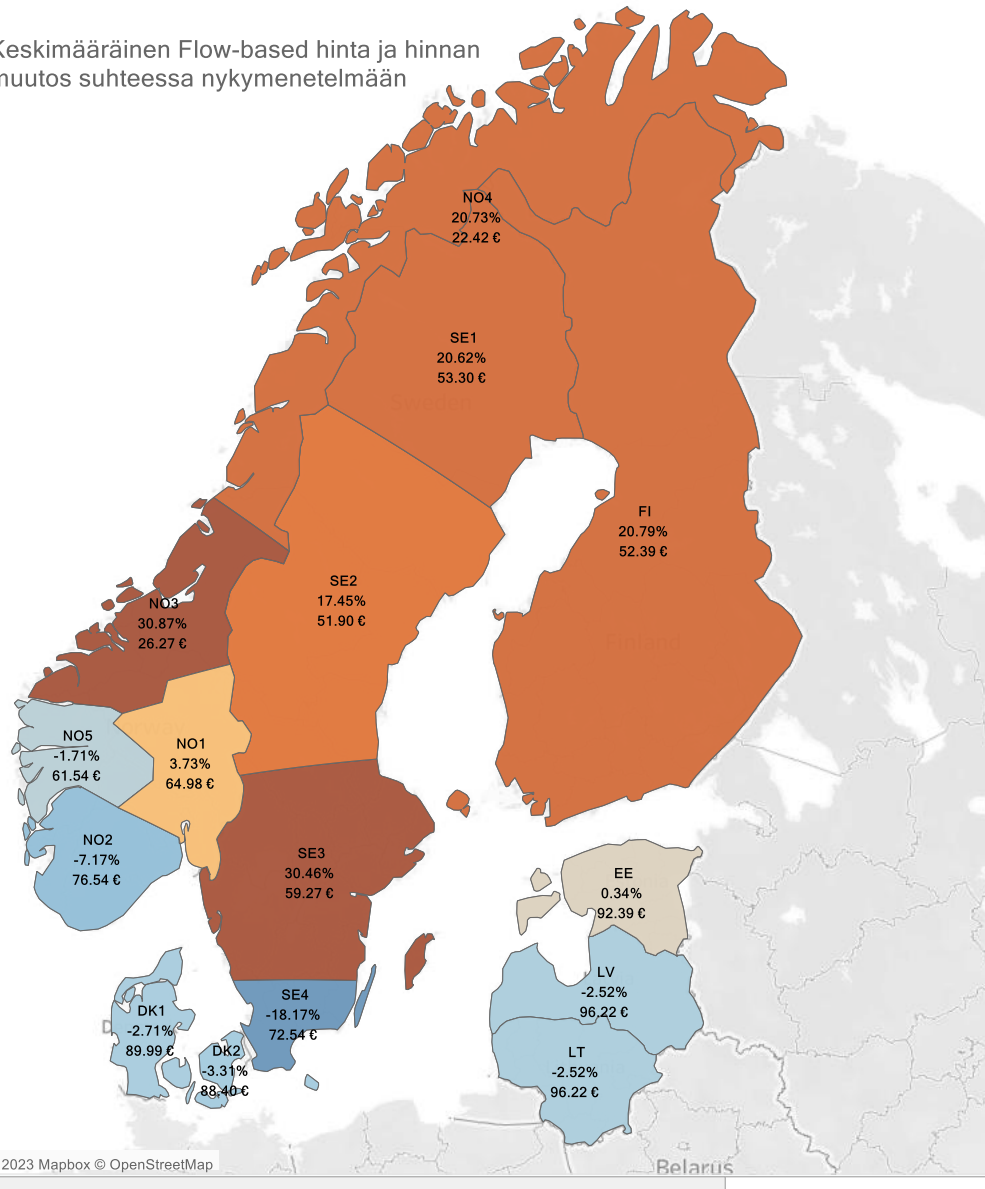 Keskimääräinen Flow-based hinta ja hinnan
muutos suhteessa nykymenetelmään
NO4
20.73%
22.42 €
SE1
20.62%
53.30 €
Sweden
FI
20.79%
52.39 €
Finland
SE2
17.45%
51.90 €
NO3
30.87%
26.27 €
NO5
-1.71%
61.54 €
NO1
3.73%
64.98 €
NO2
-7.17%
76.54 €
SE3
30.46%
59.27 €
EE
0.34%
92.39 €
LV
-2.52%
96.22 €
SE4
-18.17%
72.54 €
DK1
-2.71%
89.99 €
DK2
-3.31%
88.40 €
LT
-2.52%
96.22 €
2023 Mapbox © OpenStreetMap
Belarus